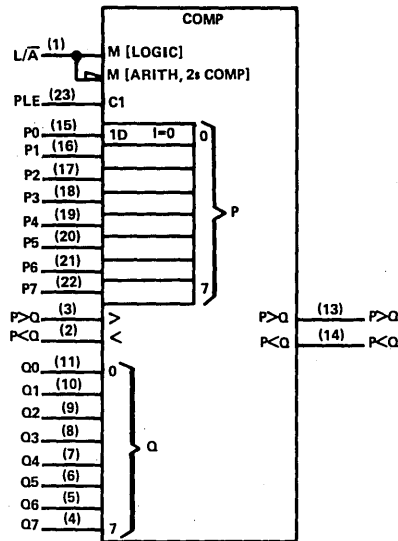 COMP
L/A̅ (1) M [LOGIC]
M [ARITH, 2s COMP]
PLE (23) C1
P0 (15) 1D I=0 0
P1 (16)
P2 (17)
P3 (18)
P4 (19)
P5 (20)
P6 (21)
P7 (22) 7
P
P>Q (3) >
P<Q (2) <
P>Q (13) P>Q
P<Q (14) P<Q
Q0 (11) 0
Q1 (10)
Q2 (9)
Q3 (8)
Q4 (7)
Q5 (6)
Q6 (5)
Q7 (4) 7
Q